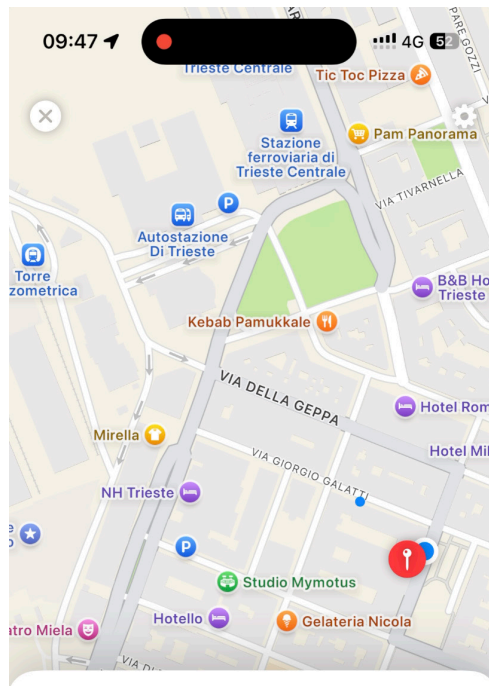 09:47
4G 52
Trieste Centrale
Tic Toc Pizza
PARE GOZZI
Pam Panorama
Stazione
ferroviaria di
Trieste Centrale
VIA TIVARNELLA
P
Autostazione
Di Trieste
Torre
zometrica
B&B Ho
Trieste
Kebab Pamukkale
VIA DELLA GEPPA
Hotel Rom
Mirella
Hotel Mil
VIA GIORGIO GALATTI
NH Trieste
P
Studio Mymotus
Hotello
Gelateria Nicola
atro Miela